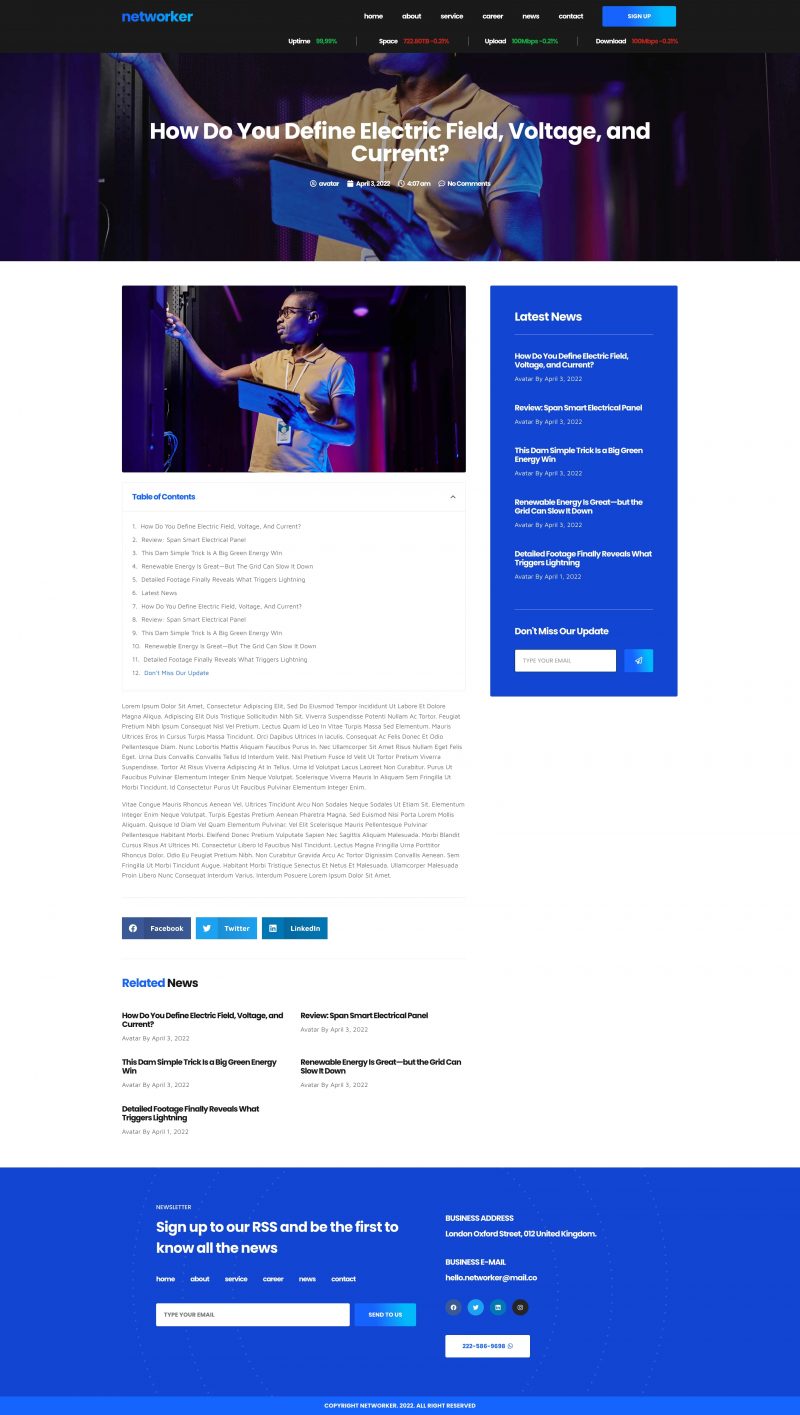 networker
home about service career news contact SIGN UP
Uptime 99,99% Space 722.60TB -0.21% Upload 100Mbps -0.21% Download 100Mbps -0.21%
How Do You Define Electric Field, Voltage, and
Current?
avatar April 3, 2022 4:07 am No Comments
Table of Contents
1. How Do You Define Electric Field, Voltage, And Current?
2. Review: Span Smart Electrical Panel
3. This Dam Simple Trick Is A Big Green Energy Win
4. Renewable Energy Is Great—But The Grid Can Slow It Down
5. Detailed Footage Finally Reveals What Triggers Lightning
6. Latest News
7. How Do You Define Electric Field, Voltage, And Current?
8. Review: Span Smart Electrical Panel
9. This Dam Simple Trick Is A Big Green Energy Win
10. Renewable Energy Is Great—But The Grid Can Slow It Down
11. Detailed Footage Finally Reveals What Triggers Lightning
12. Don't Miss Our Update
Lorem Ipsum Dolor Sit Amet, Consectetur Adipiscing Elit, Sed Do Eiusmod Tempor Incididunt Ut Labore Et Dolore
Magna Aliqua. Adipiscing Elit Duis Tristique Sollicitudin Nibh Sit. Viverra Suspendisse Potenti Nullam Ac Tortor. Feugiat
Pretium Nibh Ipsum Consequat Nisl Vel Pretium. Lectus Quam Id Leo In Vitae Turpis Massa Sed Elementum. Mauris
Ultrices Eros In Cursus Turpis Massa Tincidunt. Orci Dapibus Ultrices In Iaculis. Consequat Ac Felis Donec Et Odio
Pellentesque Diam. Nunc Lobortis Mattis Aliquam Faucibus Purus In. Nec Ullamcorper Sit Amet Risus Nullam Eget Felis
Eget. Urna Duis Convallis Convallis Tellus Id Interdum Velit. Nisl Pretium Fusce Id Velit Ut Tortor Pretium Viverra
Suspendisse. Tortor At Risus Viverra Adipiscing At In Tellus. Urna Id Volutpat Lacus Laoreet Non Curabitur. Purus Ut
Faucibus Pulvinar Elementum Integer Enim Neque Volutpat. Scelerisque Viverra Mauris In Aliquam Sem Fringilla Ut
Morbi Tincidunt. Id Consectetur Purus Ut Faucibus Pulvinar Elementum Integer Enim.
Vitae Congue Mauris Rhoncus Aenean Vel. Ultrices Tincidunt Arcu Non Sodales Neque Sodales Ut Etiam Sit. Elementum
Integer Enim Neque Volutpat. Turpis Egestas Pretium Aenean Pharetra Magna. Sed Euismod Nisi Porta Lorem Mollis
Aliquam. Quisque Id Diam Vel Quam Elementum Pulvinar. Vel Elit Scelerisque Mauris Pellentesque Pulvinar
Pellentesque Habitant Morbi. Eleifend Donec Pretium Vulputate Sapien Nec Sagittis Aliquam Malesuada. Morbi Blandit
Cursus Risus At Ultrices Mi. Consectetur Libero Id Faucibus Nisl Tincidunt. Lectus Magna Fringilla Urna Porttitor
Rhoncus Dolor. Odio Eu Feugiat Pretium Nibh. Non Curabitur Gravida Arcu Ac Tortor Dignissim Convallis Aenean. Sem
Fringilla Ut Morbi Tincidunt Augue. Habitant Morbi Tristique Senectus Et Netus Et Malesuada. Ullamcorper Malesuada
Proin Libero Nunc Consequat Interdum Varius. Interdum Posuere Lorem Ipsum Dolor Sit Amet.
Facebook Twitter LinkedIn
Related News
How Do You Define Electric Field, Voltage, and
Current?
Avatar By April 3, 2022
Review: Span Smart Electrical Panel
Avatar By April 3, 2022
This Dam Simple Trick Is a Big Green Energy
Win
Avatar By April 3, 2022
Renewable Energy Is Great—but the Grid Can
Slow It Down
Avatar By April 3, 2022
Detailed Footage Finally Reveals What
Triggers Lightning
Avatar By April 1, 2022
Latest News
How Do You Define Electric Field,
Voltage, and Current?
Avatar By April 3, 2022
Review: Span Smart Electrical Panel
Avatar By April 3, 2022
This Dam Simple Trick Is a Big Green
Energy Win
Avatar By April 3, 2022
Renewable Energy Is Great—but the
Grid Can Slow It Down
Avatar By April 3, 2022
Detailed Footage Finally Reveals What
Triggers Lightning
Avatar By April 1, 2022
Don't Miss Our Update
TYPE YOUR EMAIL
NEWSLETTER
Sign up to our RSS and be the first to
know all the news
home about service career news contact
TYPE YOUR EMAIL SEND TO US
BUSINESS ADDRESS
London Oxford Street, 012 United Kingdom.
BUSINESS E-MAIL
hello.networker@mail.co
222-586-9698
COPYRIGHT NETWORKER. 2022. ALL RIGHT RESERVED